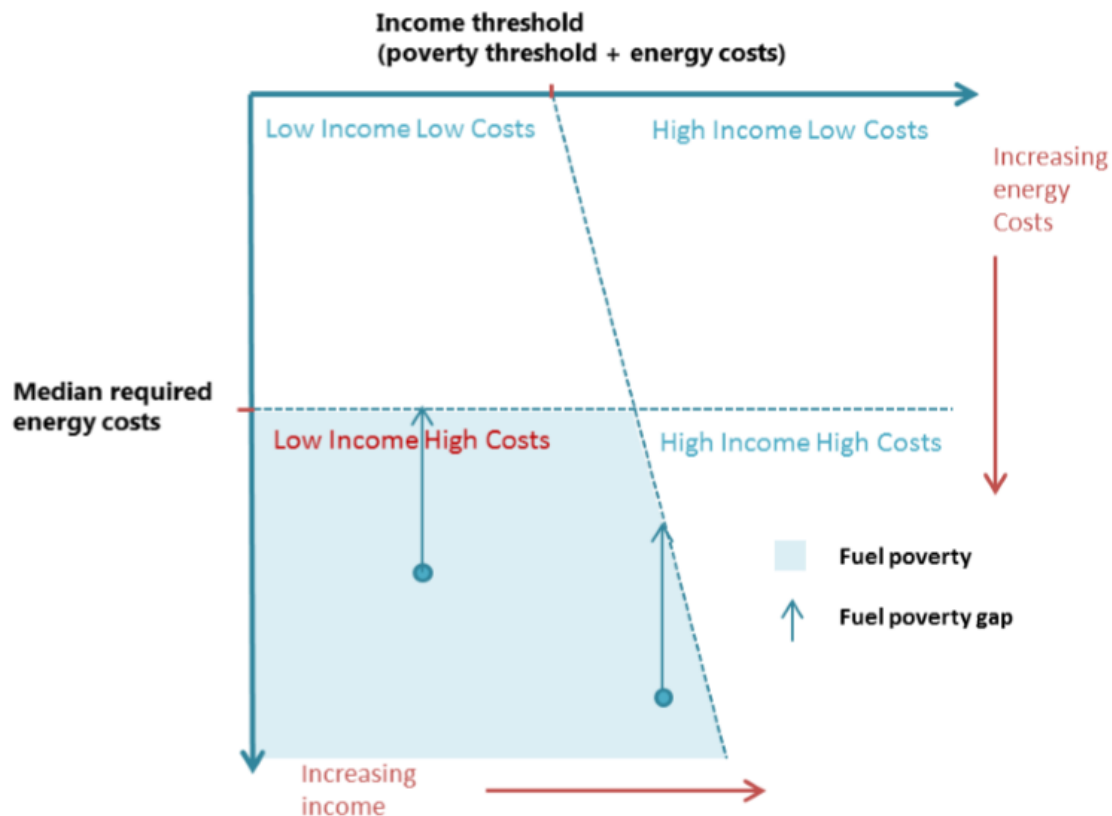 Income threshold
(poverty threshold + energy costs)
Low Income Low Costs
High Income Low Costs
Increasing
energy
Costs
Median required
energy costs
Low Income High Costs
High Income High Costs
Fuel poverty
Fuel poverty gap
Increasing
income